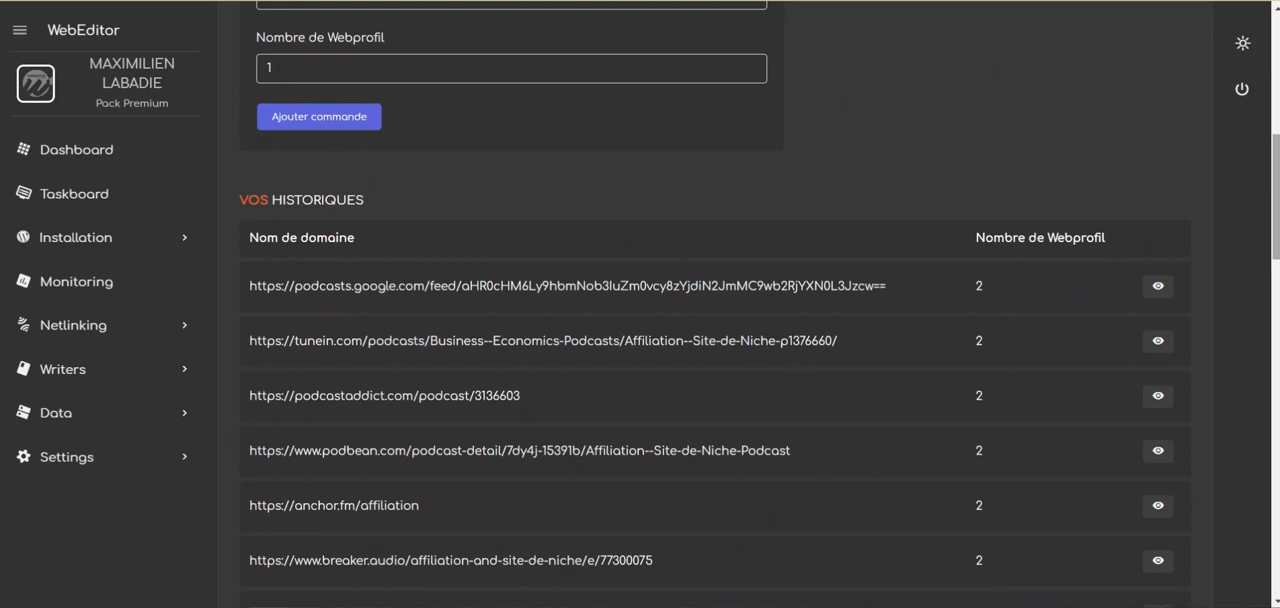 WebEditor
MAXIMILIEN
LABADIE
Pack Premium
Dashboard
Taskboard
Installation
Monitoring
Netlinking
Writers
Data
Settings
Nombre de Webprofil
1
Ajouter commande
VOS HISTORIQUES
Nom de domaine Nombre de Webprofil
https://podcasts.google.com/feed/aHR0cHM6Ly9hbmNob3IuZm0vcy8zYjdiN2JmMC9wb2RjYXN0L3Jzcw== 2
https://tunein.com/podcasts/Business--Economics-Podcasts/Affiliation--Site-de-Niche-p1376660/ 2
https://podcastaddict.com/podcast/3136603 2
https://www.podbean.com/podcast-detail/7dy4j-15391b/Affiliation--Site-de-Niche-Podcast 2
https://anchor.fm/affiliation 2
https://www.breaker.audio/affiliation-and-site-de-niche/e/77300075 2